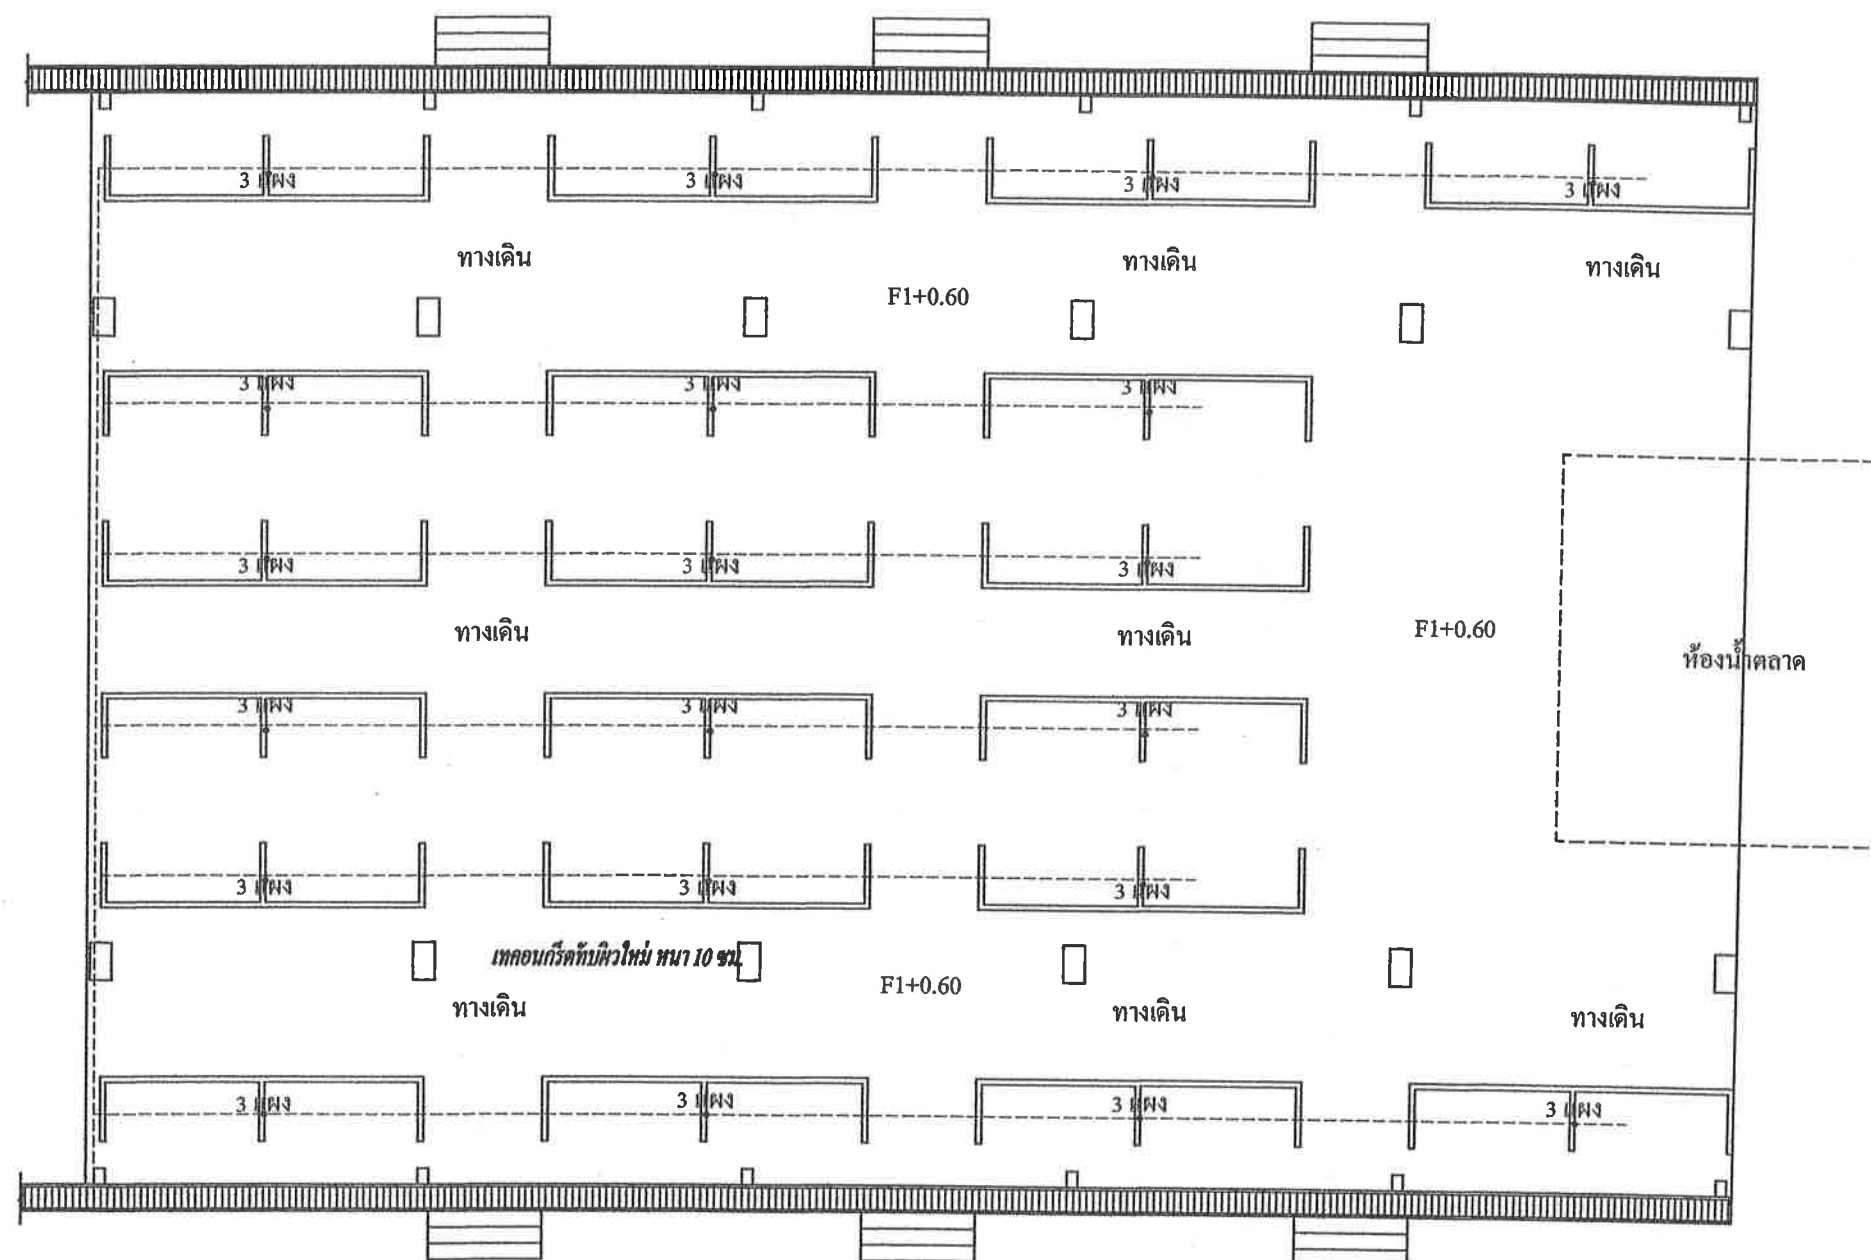 3 แผง
3 แผง
3 แผง
3 แผง
ทางเดิน
ทางเดิน
ทางเดิน
F1+0.60
3 แผง
3 แผง
3 แผง
3 แผง
3 แผง
3 แผง
ทางเดิน
ทางเดิน
F1+0.60
ห้องน้ำตลาด
3 แผง
3 แผง
3 แผง
3 แผง
3 แผง
3 แผง
เทคอนกรีตทับผิวใหม่ หนา 10 ซม.
F1+0.60
ทางเดิน
ทางเดิน
ทางเดิน
3 แผง
3 แผง
3 แผง
3 แผง